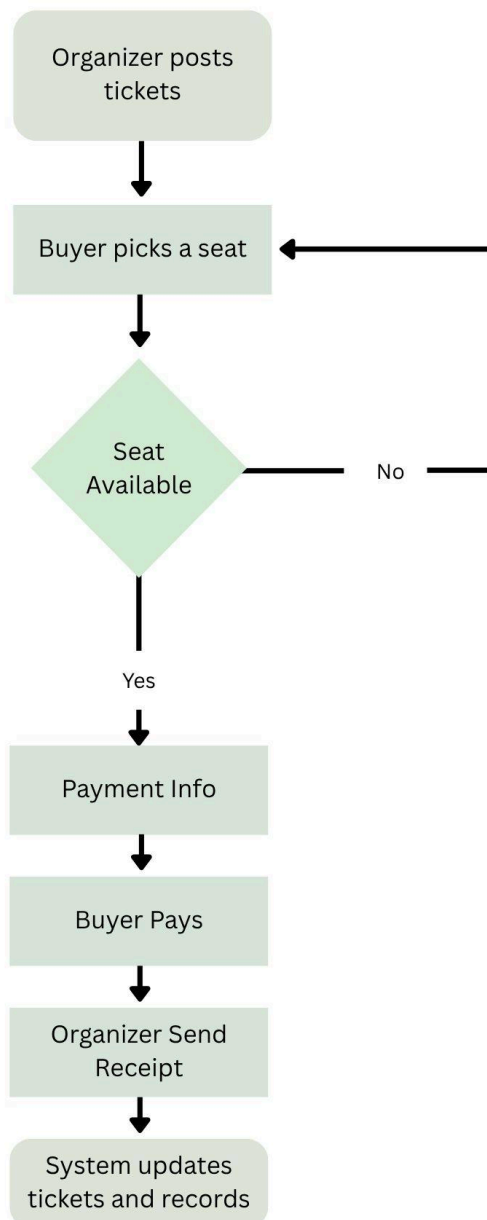 Organizer posts
tickets
Buyer picks a seat
Seat
Available
No
Yes
Payment Info
Buyer Pays
Organizer Send
Receipt
System updates
tickets and records